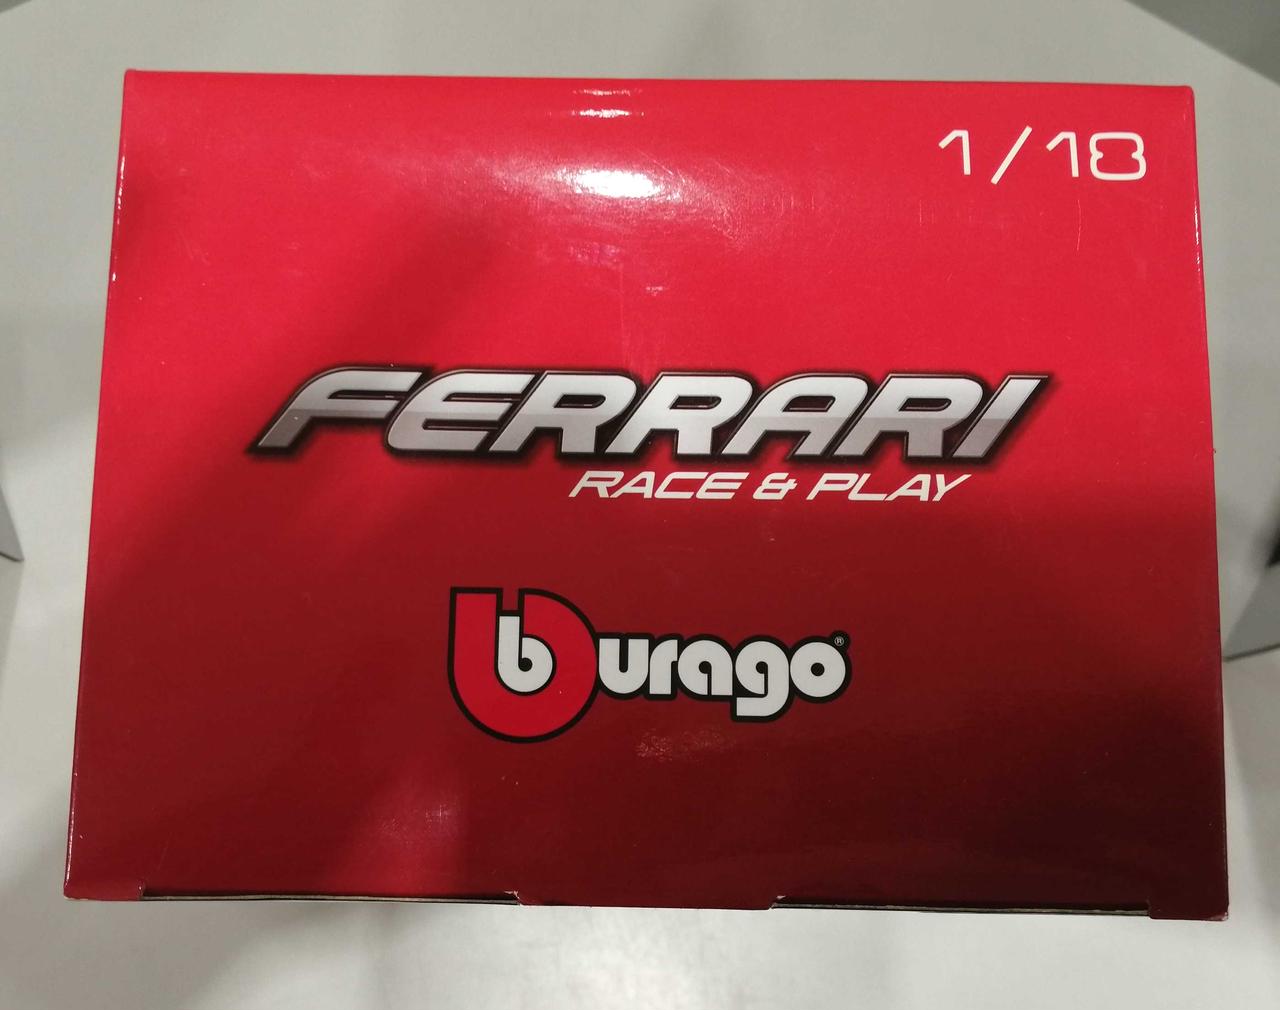 1/18
FERRARI
RACE & PLAY
b
burago®